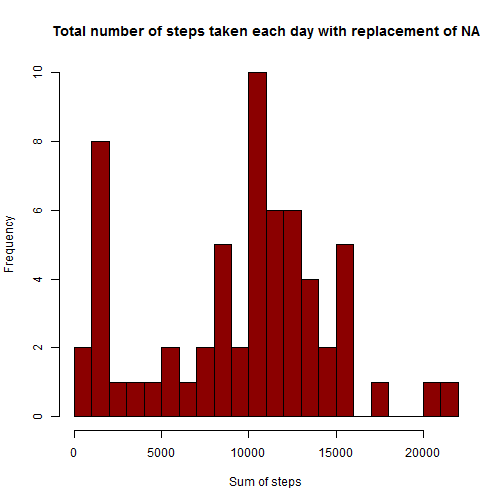 Total number of steps taken each day with replacement of NA
10
8
6
4
2
0
Frequency
0 5000 10000 15000 20000
Sum of steps